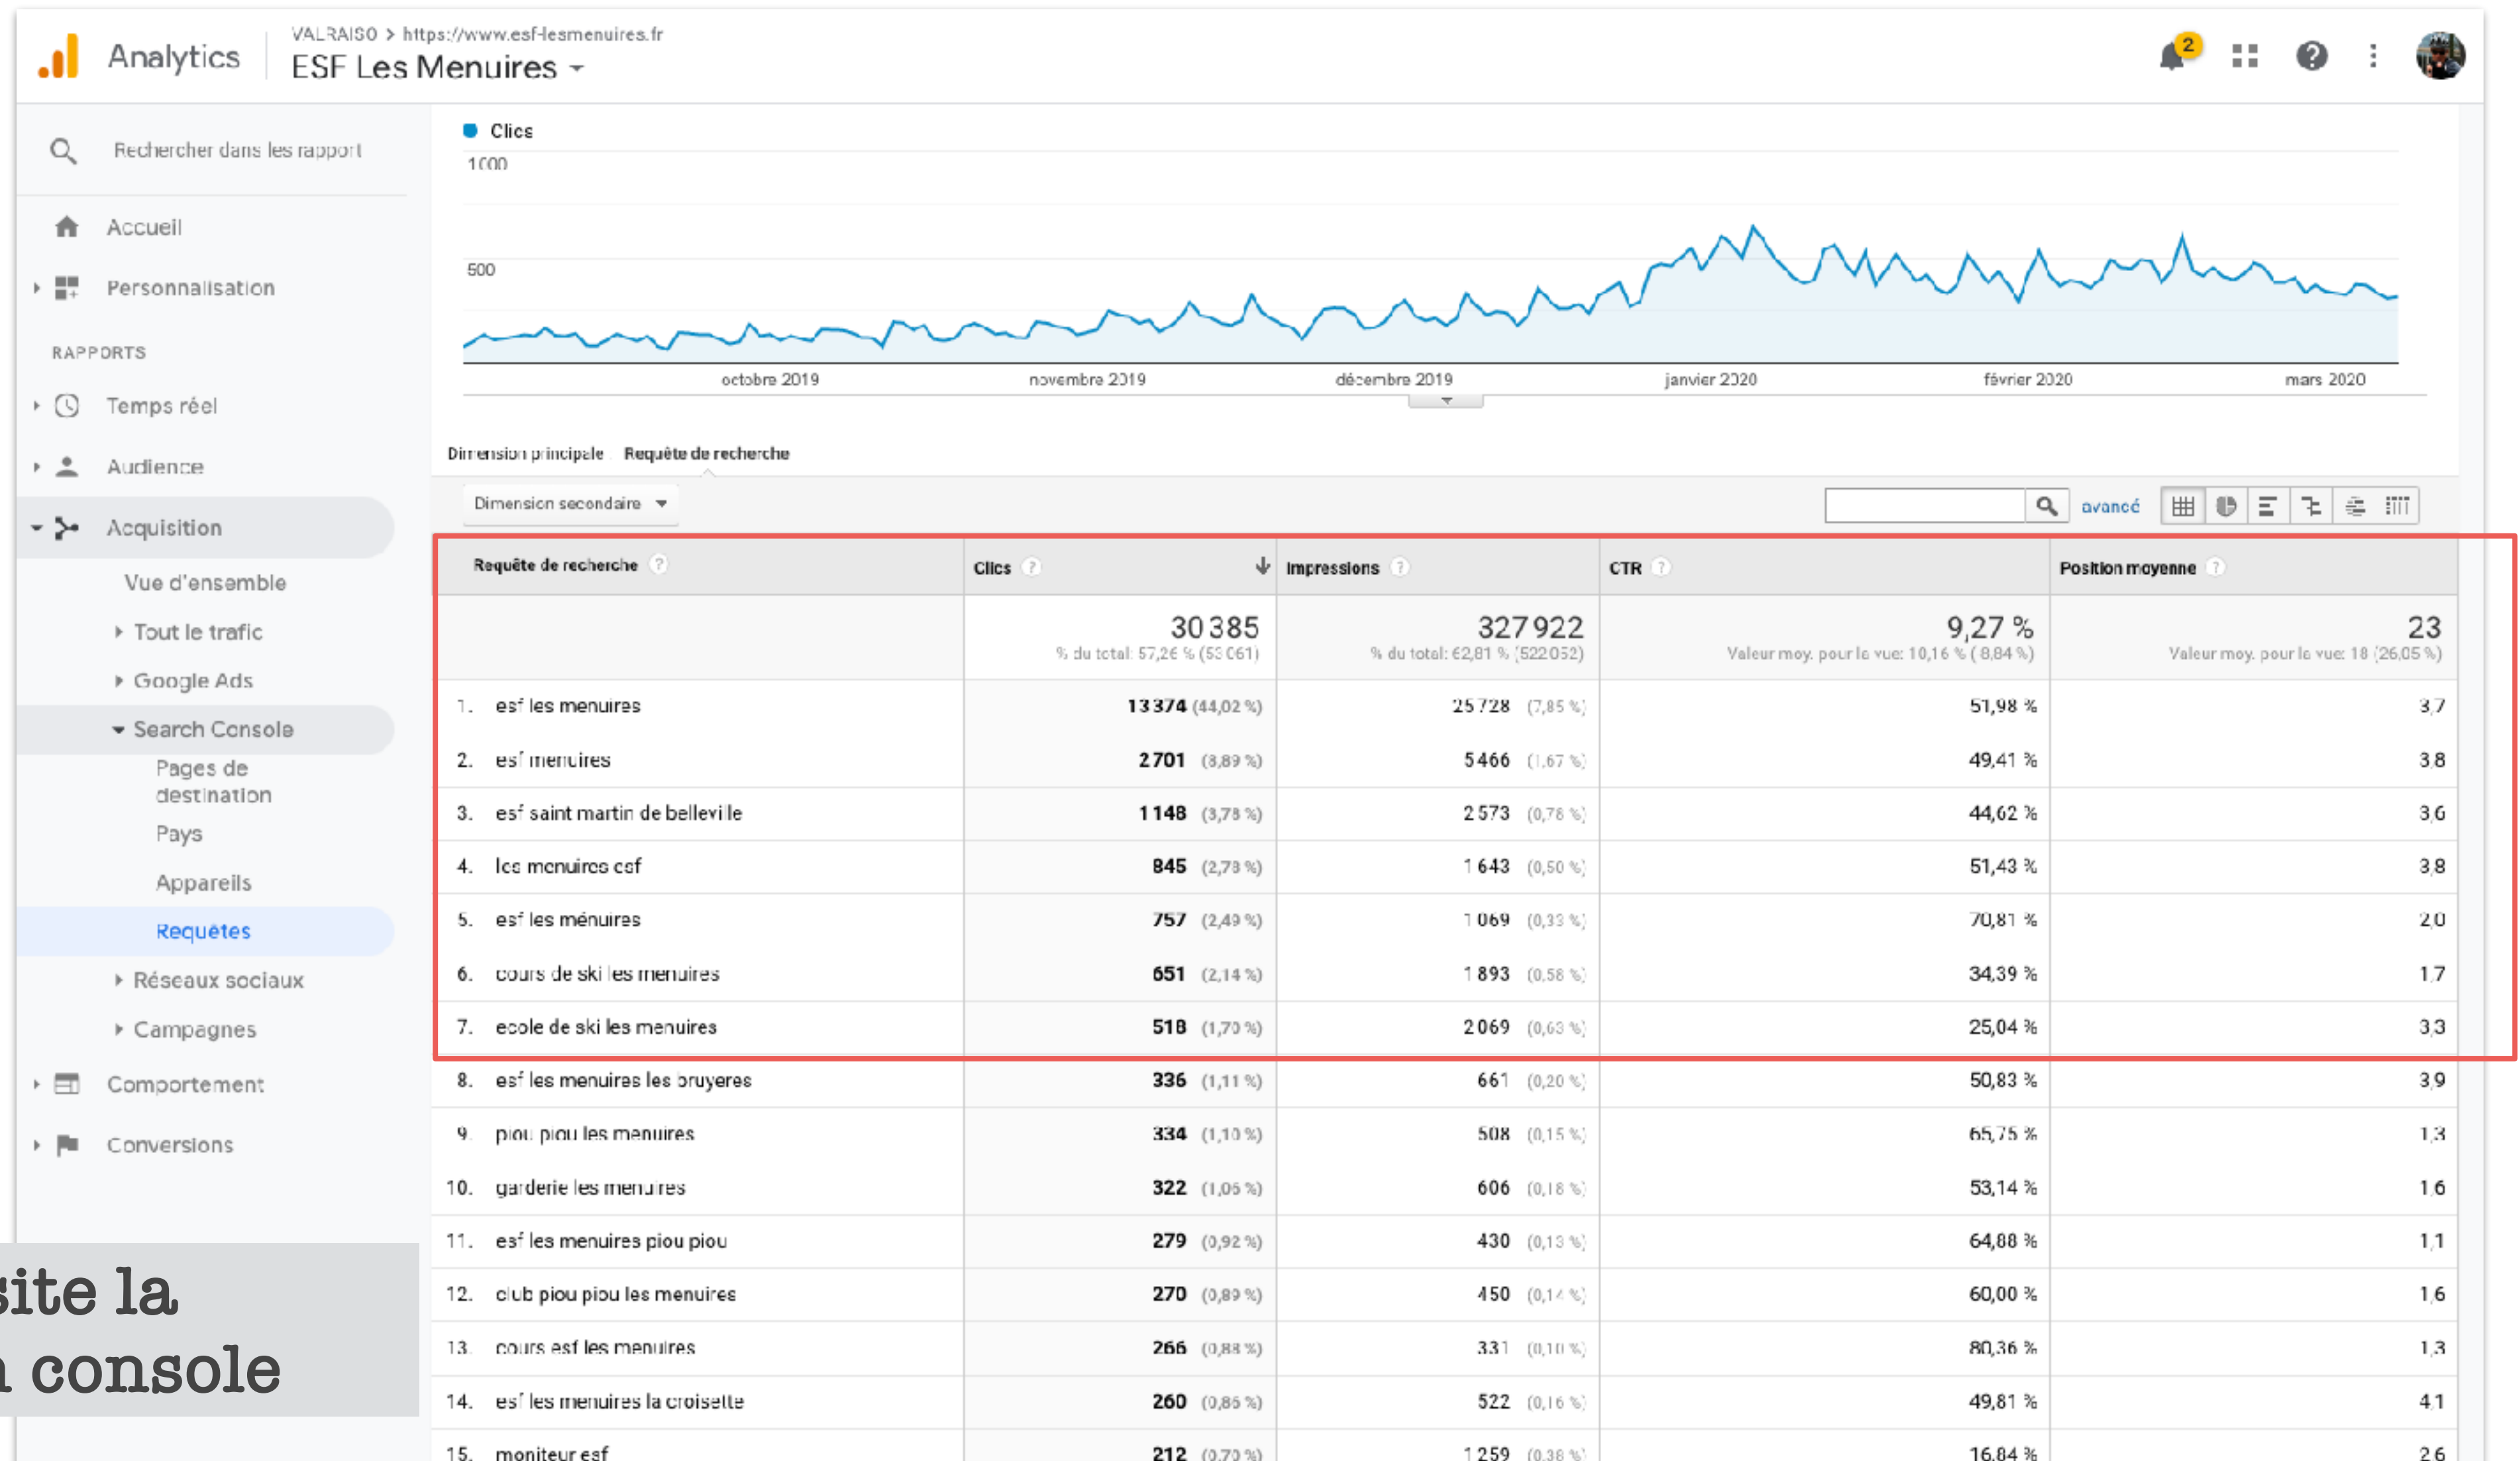 Analytics
VALRAISO > https://www.esf-lesmenuires.fr
ESF Les Menuires
2
Rechercher dans les rapport
Accueil
Personnalisation
RAPPORTS
Temps réel
Audience
Acquisition
Vue d'ensemble
Tout le trafic
Google Ads
Search Console
Pages de
destination
Pays
Appareils
Requêtes
Réseaux sociaux
Campagnes
Comportement
Conversions
site la
console
Clics
1000
500
octobre 2019 novembre 2019 décembre 2019 janvier 2020 février 2020 mars 2020
Dimension principale : Requête de recherche
Dimension secondaire
avancé
Requête de recherche ? Clics ? Impressions ? CTR ? Position moyenne ?
30 385 327 922 9,27 % 23
% du total: 57,26 % (53 061) % du total: 62,81 % (522 052) Valeur moy. pour la vue: 10,16 % (-8,84 %) Valeur moy. pour la vue: 18 (26,05 %)
1. esf les menuires 13 374 (44,02 %) 25 728 (7,85 %) 51,98 % 3,7
2. esf menuires 2 701 (8,89 %) 5 466 (1,67 %) 49,41 % 3,8
3. esf saint martin de belleville 1 148 (3,78 %) 2 573 (0,78 %) 44,62 % 3,6
4. les menuires esf 845 (2,78 %) 1 643 (0,50 %) 51,43 % 3,8
5. esf les ménuires 757 (2,49 %) 1 069 (0,33 %) 70,81 % 2,0
6. cours de ski les menuires 651 (2,14 %) 1 893 (0,58 %) 34,39 % 1,7
7. ecole de ski les menuires 518 (1,70 %) 2 069 (0,63 %) 25,04 % 3,3
8. esf les menuires les bruyeres 336 (1,11 %) 661 (0,20 %) 50,83 % 3,9
9. piou piou les menuires 334 (1,10 %) 508 (0,15 %) 65,75 % 1,3
10. garderie les menuires 322 (1,06 %) 606 (0,18 %) 53,14 % 1,6
11. esf les menuires piou piou 279 (0,92 %) 430 (0,13 %) 64,88 % 1,1
12. club piou piou les menuires 270 (0,89 %) 450 (0,14 %) 60,00 % 1,6
13. cours esf les menuires 266 (0,88 %) 331 (0,10 %) 80,36 % 1,3
14. esf les menuires la croisette 260 (0,86 %) 522 (0,16 %) 49,81 % 4,1
15. moniteur esf 212 (0,70 %) 1 259 (0,38 %) 16,84 % 2,6